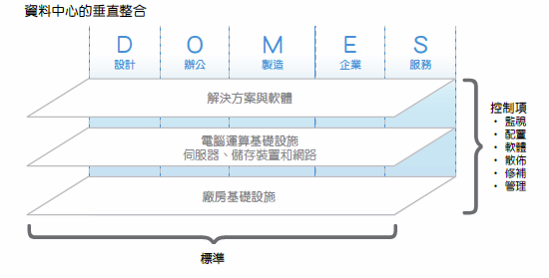 資料中心的垂直整合
D O M E S
設計 辦公 製造 企業 服務
解決方案與軟體
電腦運算基礎設施
伺服器、儲存裝置和網路
廠房基礎設施
控制項
• 監視
• 配置
• 軟體
• 散佈
• 修補
• 管理
標準